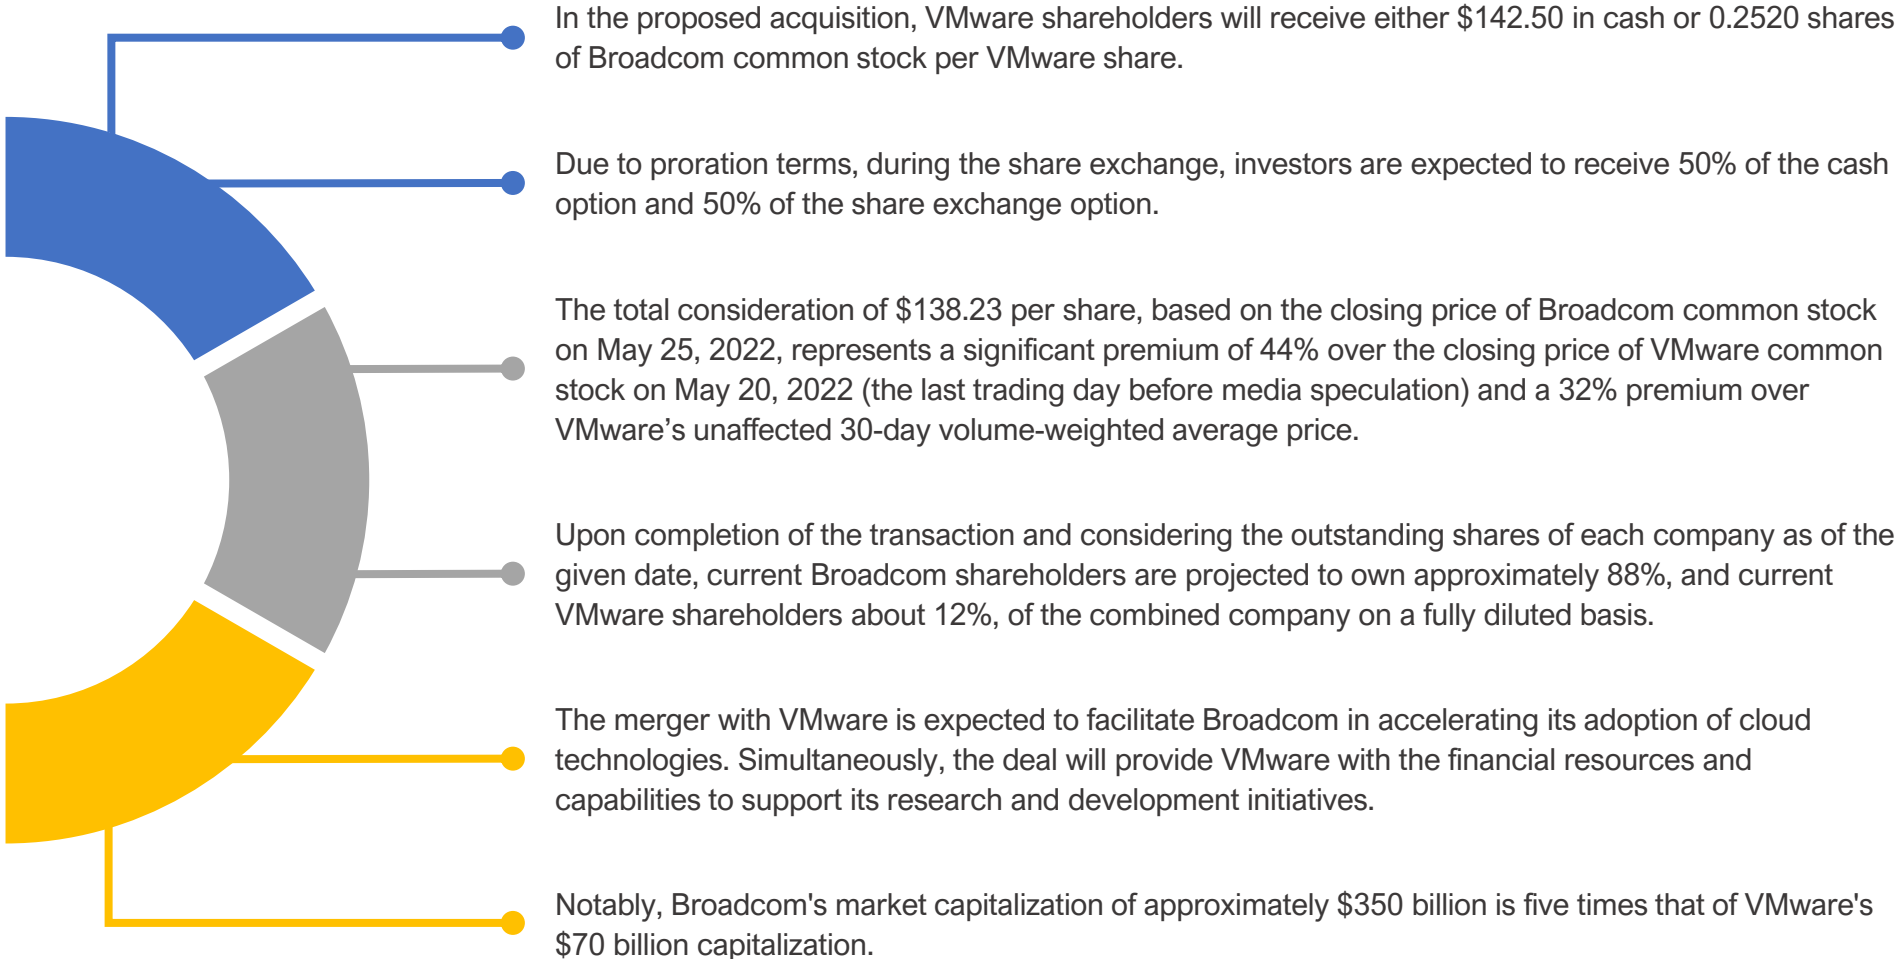 In the proposed acquisition, VMware shareholders will receive either $142.50 in cash or 0.2520 shares
of Broadcom common stock per VMware share.
Due to proration terms, during the share exchange, investors are expected to receive 50% of the cash
option and 50% of the share exchange option.
The total consideration of $138.23 per share, based on the closing price of Broadcom common stock
on May 25, 2022, represents a significant premium of 44% over the closing price of VMware common
stock on May 20, 2022 (the last trading day before media speculation) and a 32% premium over
VMware’s unaffected 30-day volume-weighted average price.
Upon completion of the transaction and considering the outstanding shares of each company as of the
given date, current Broadcom shareholders are projected to own approximately 88%, and current
VMware shareholders about 12%, of the combined company on a fully diluted basis.
The merger with VMware is expected to facilitate Broadcom in accelerating its adoption of cloud
technologies. Simultaneously, the deal will provide VMware with the financial resources and
capabilities to support its research and development initiatives.
Notably, Broadcom's market capitalization of approximately $350 billion is five times that of VMware's
$70 billion capitalization.